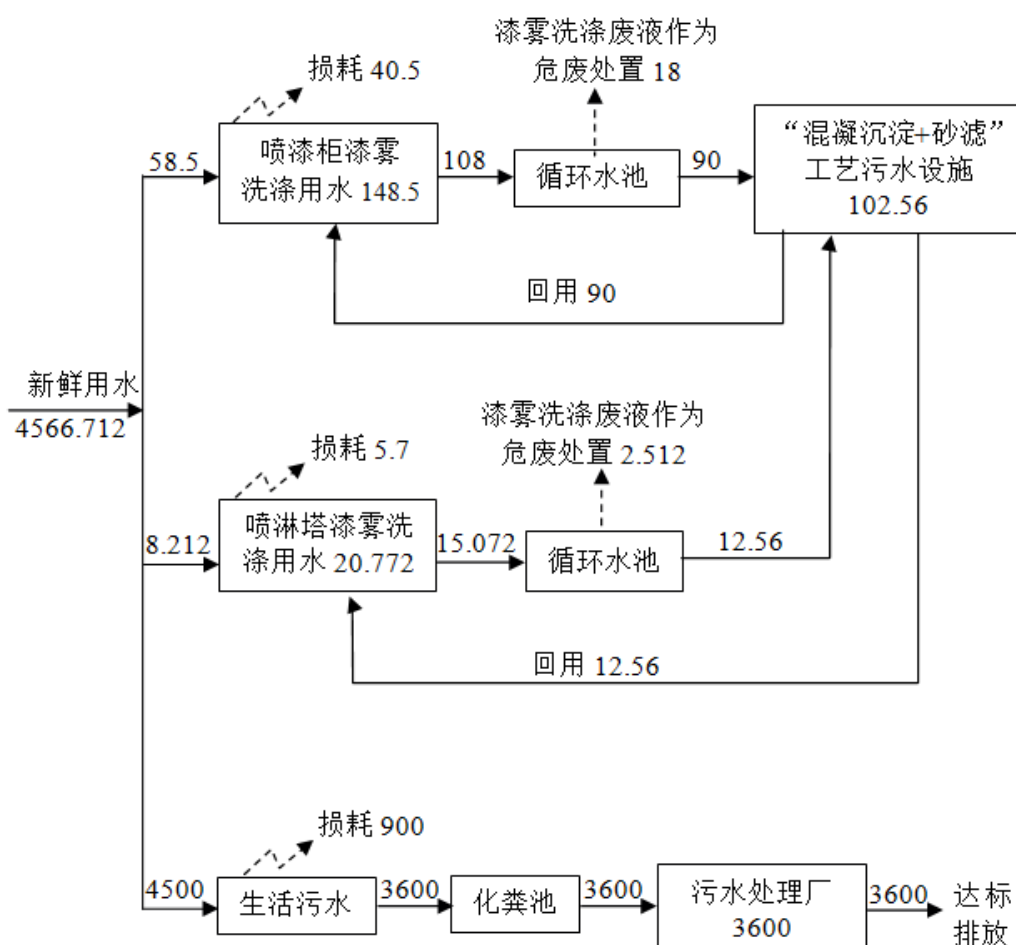 漆雾洗涤废液作为
危废处置 18
损耗 40.5
喷漆柜漆雾
洗涤用水 148.5
58.5
108
循环水池
90
“混凝沉淀+砂滤”
工艺污水设施
102.56
回用 90
新鲜用水
4566.712
漆雾洗涤废液作为
危废处置 2.512
损耗 5.7
喷淋塔漆雾洗
涤用水 20.772
8.212
15.072
循环水池
12.56
回用 12.56
损耗 900
4500
生活污水
3600
化粪池
3600
污水处理厂
3600
3600
达标
排放